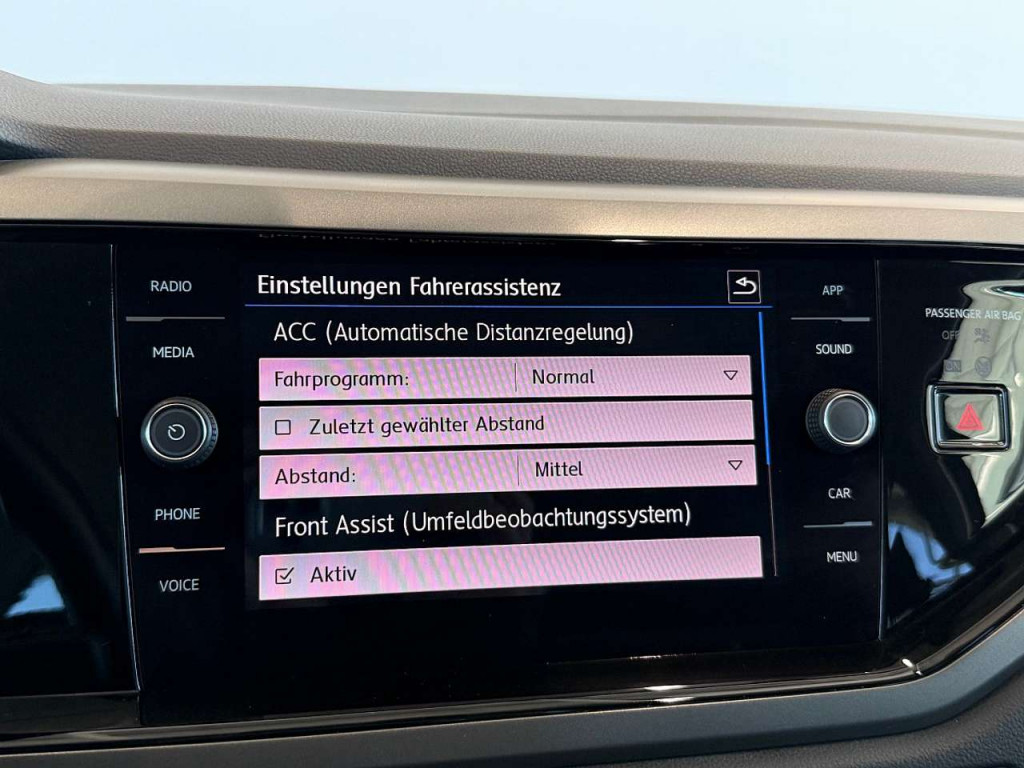 RADIO
MEDIA
PHONE
VOICE
Einstellungen Fahrerassistenz
ACC (Automatische Distanzregelung)
Fahrprogramm: Normal
Zuletzt gewählter Abstand
Abstand: Mittel
Front Assist (Umfeldbeobachtungssystem)
Aktiv
APP
SOUND
CAR
MENU
PASSENGER AIR BAG
OFF